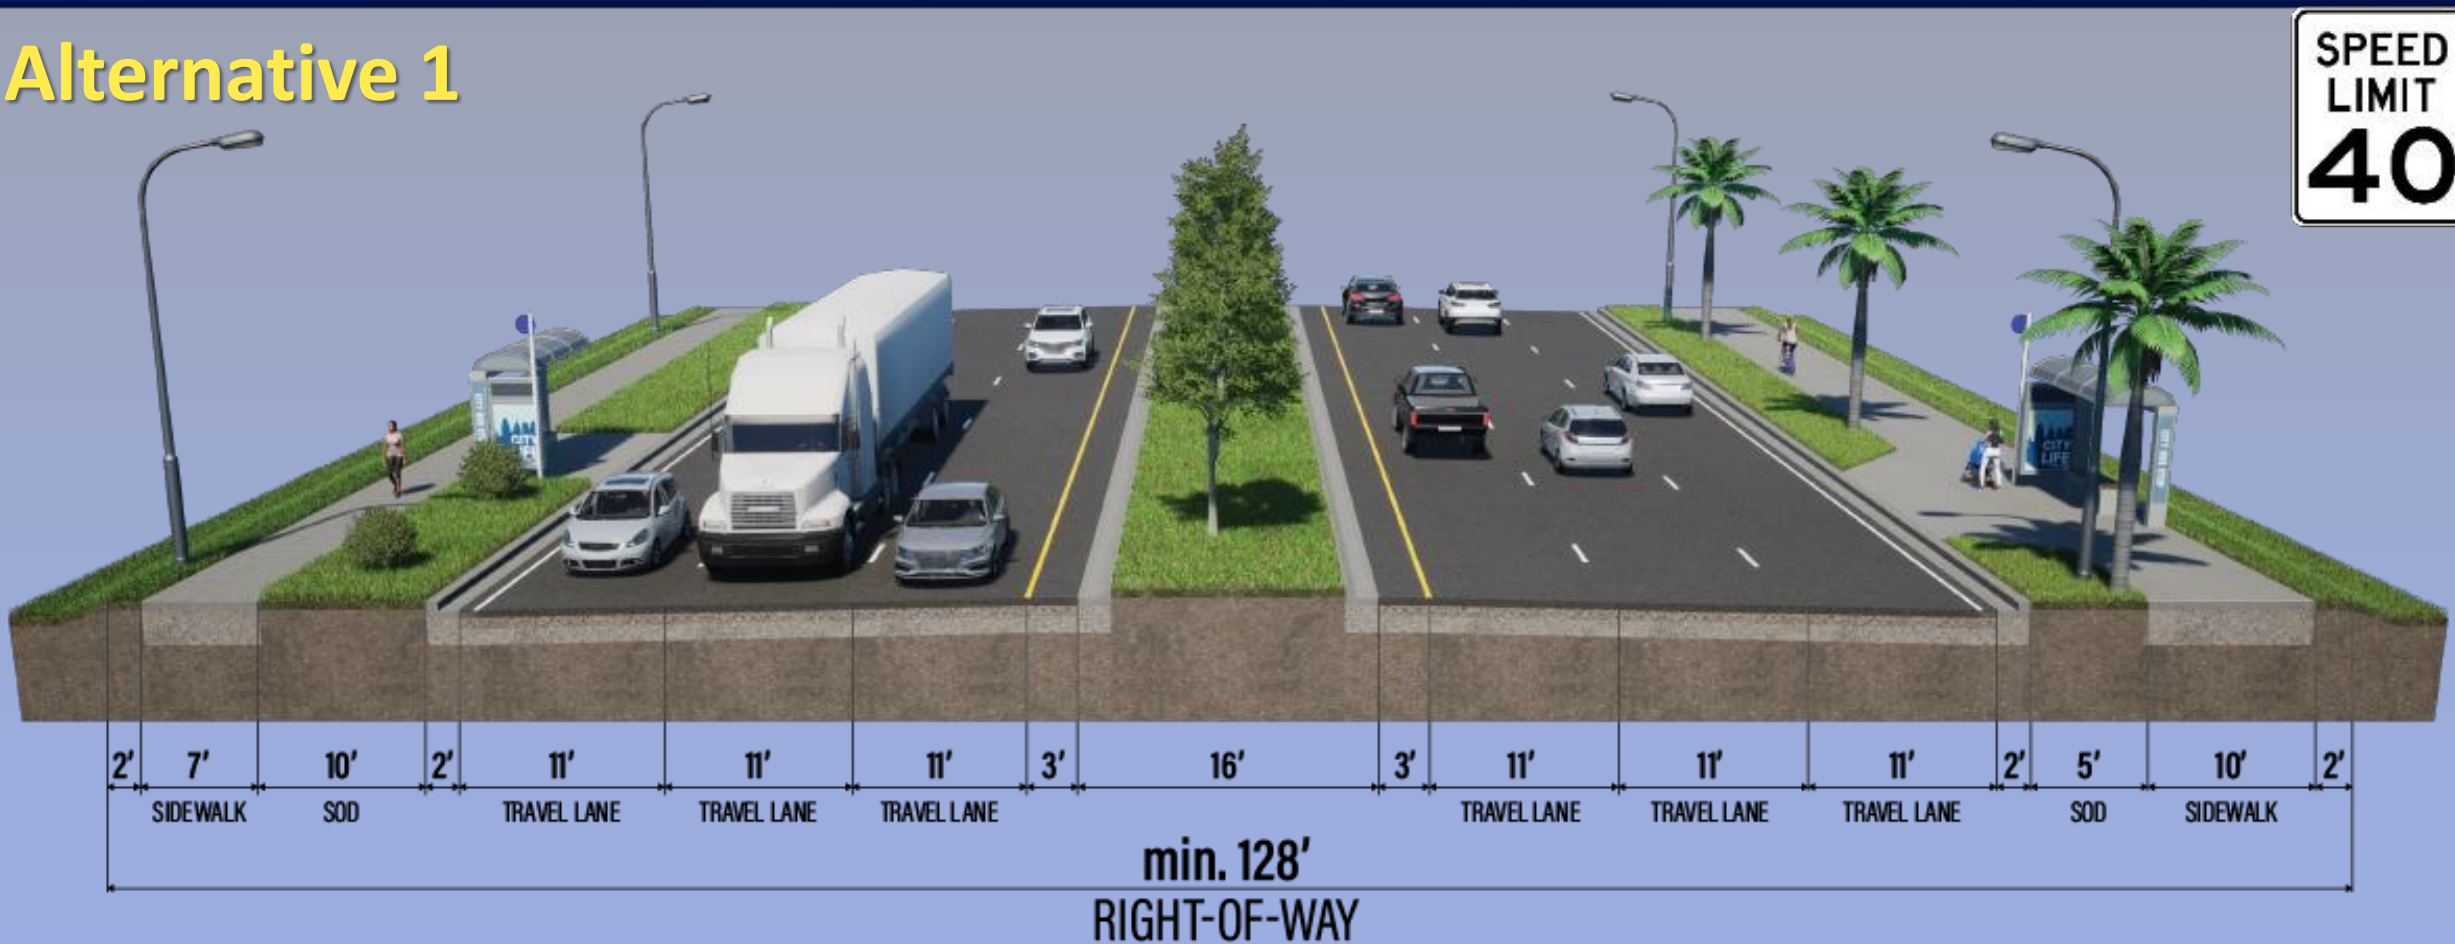 Alternative 1
SPEED
LIMIT
40
CITY
LIFE
2' 7' 10' 2' 11' 11' 11' 3' 16' 3' 11' 11' 11' 2' 5' 10' 2'
SIDEWALK SOD TRAVEL LANE TRAVEL LANE TRAVEL LANE TRAVEL LANE TRAVEL LANE TRAVEL LANE SOD SIDEWALK
min. 128'
RIGHT-OF-WAY